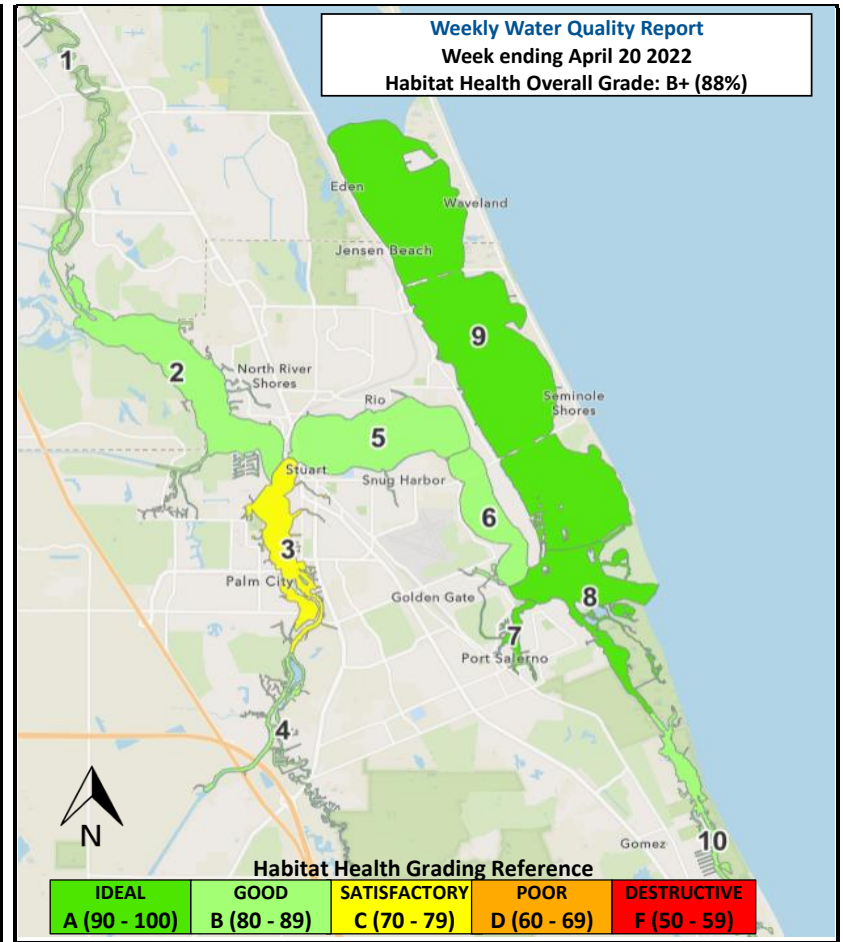 Weekly Water Quality Report
Week ending April 20 2022
Habitat Health Overall Grade: B+ (88%)
1
Eden
Waveland
Jensen Beach
9
2
North River
Shores
Rio
Seminole
Shores
5
Stuart
Snug Harbor
6
3
Palm City
Golden Gate
8
7
Port Salerno
4
N
Gomez
10
Habitat Health Grading Reference
IDEAL GOOD SATISFACTORY POOR DESTRUCTIVE
A (90 - 100) B (80 - 89) C (70 - 79) D (60 - 69) F (50 - 59)